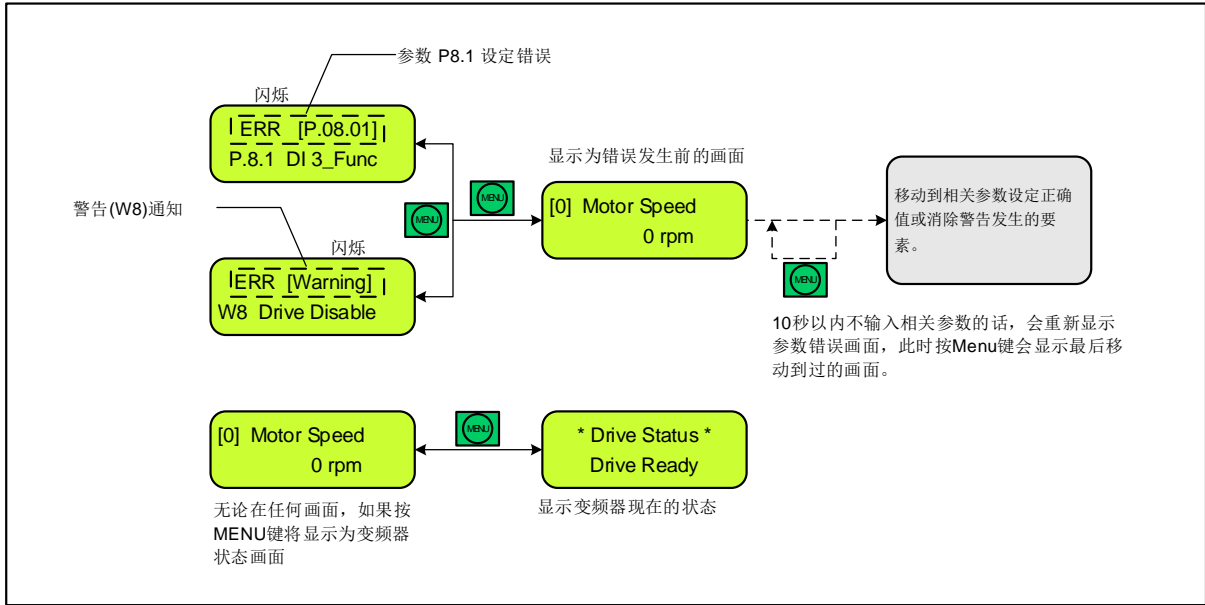 参数 P8.1 设定错误
闪烁
ERR [P.08.01]
P.8.1 DI 3_Func
警告(W8)通知
闪烁
ERR [Warning]
W8 Drive Disable
MENU
MENU
显示为错误发生前的画面
[0] Motor Speed
0 rpm
MENU
移动到相关参数设定正确
值或消除警告发生的要
素。
10秒以内不输入相关参数的话，会重新显示
参数错误画面，此时按Menu键会显示最后移
动到过的画面。
[0] Motor Speed
0 rpm
MENU
* Drive Status *
Drive Ready
无论在任何画面，如果按
MENU键将显示为变频器
状态画面
显示变频器现在的状态